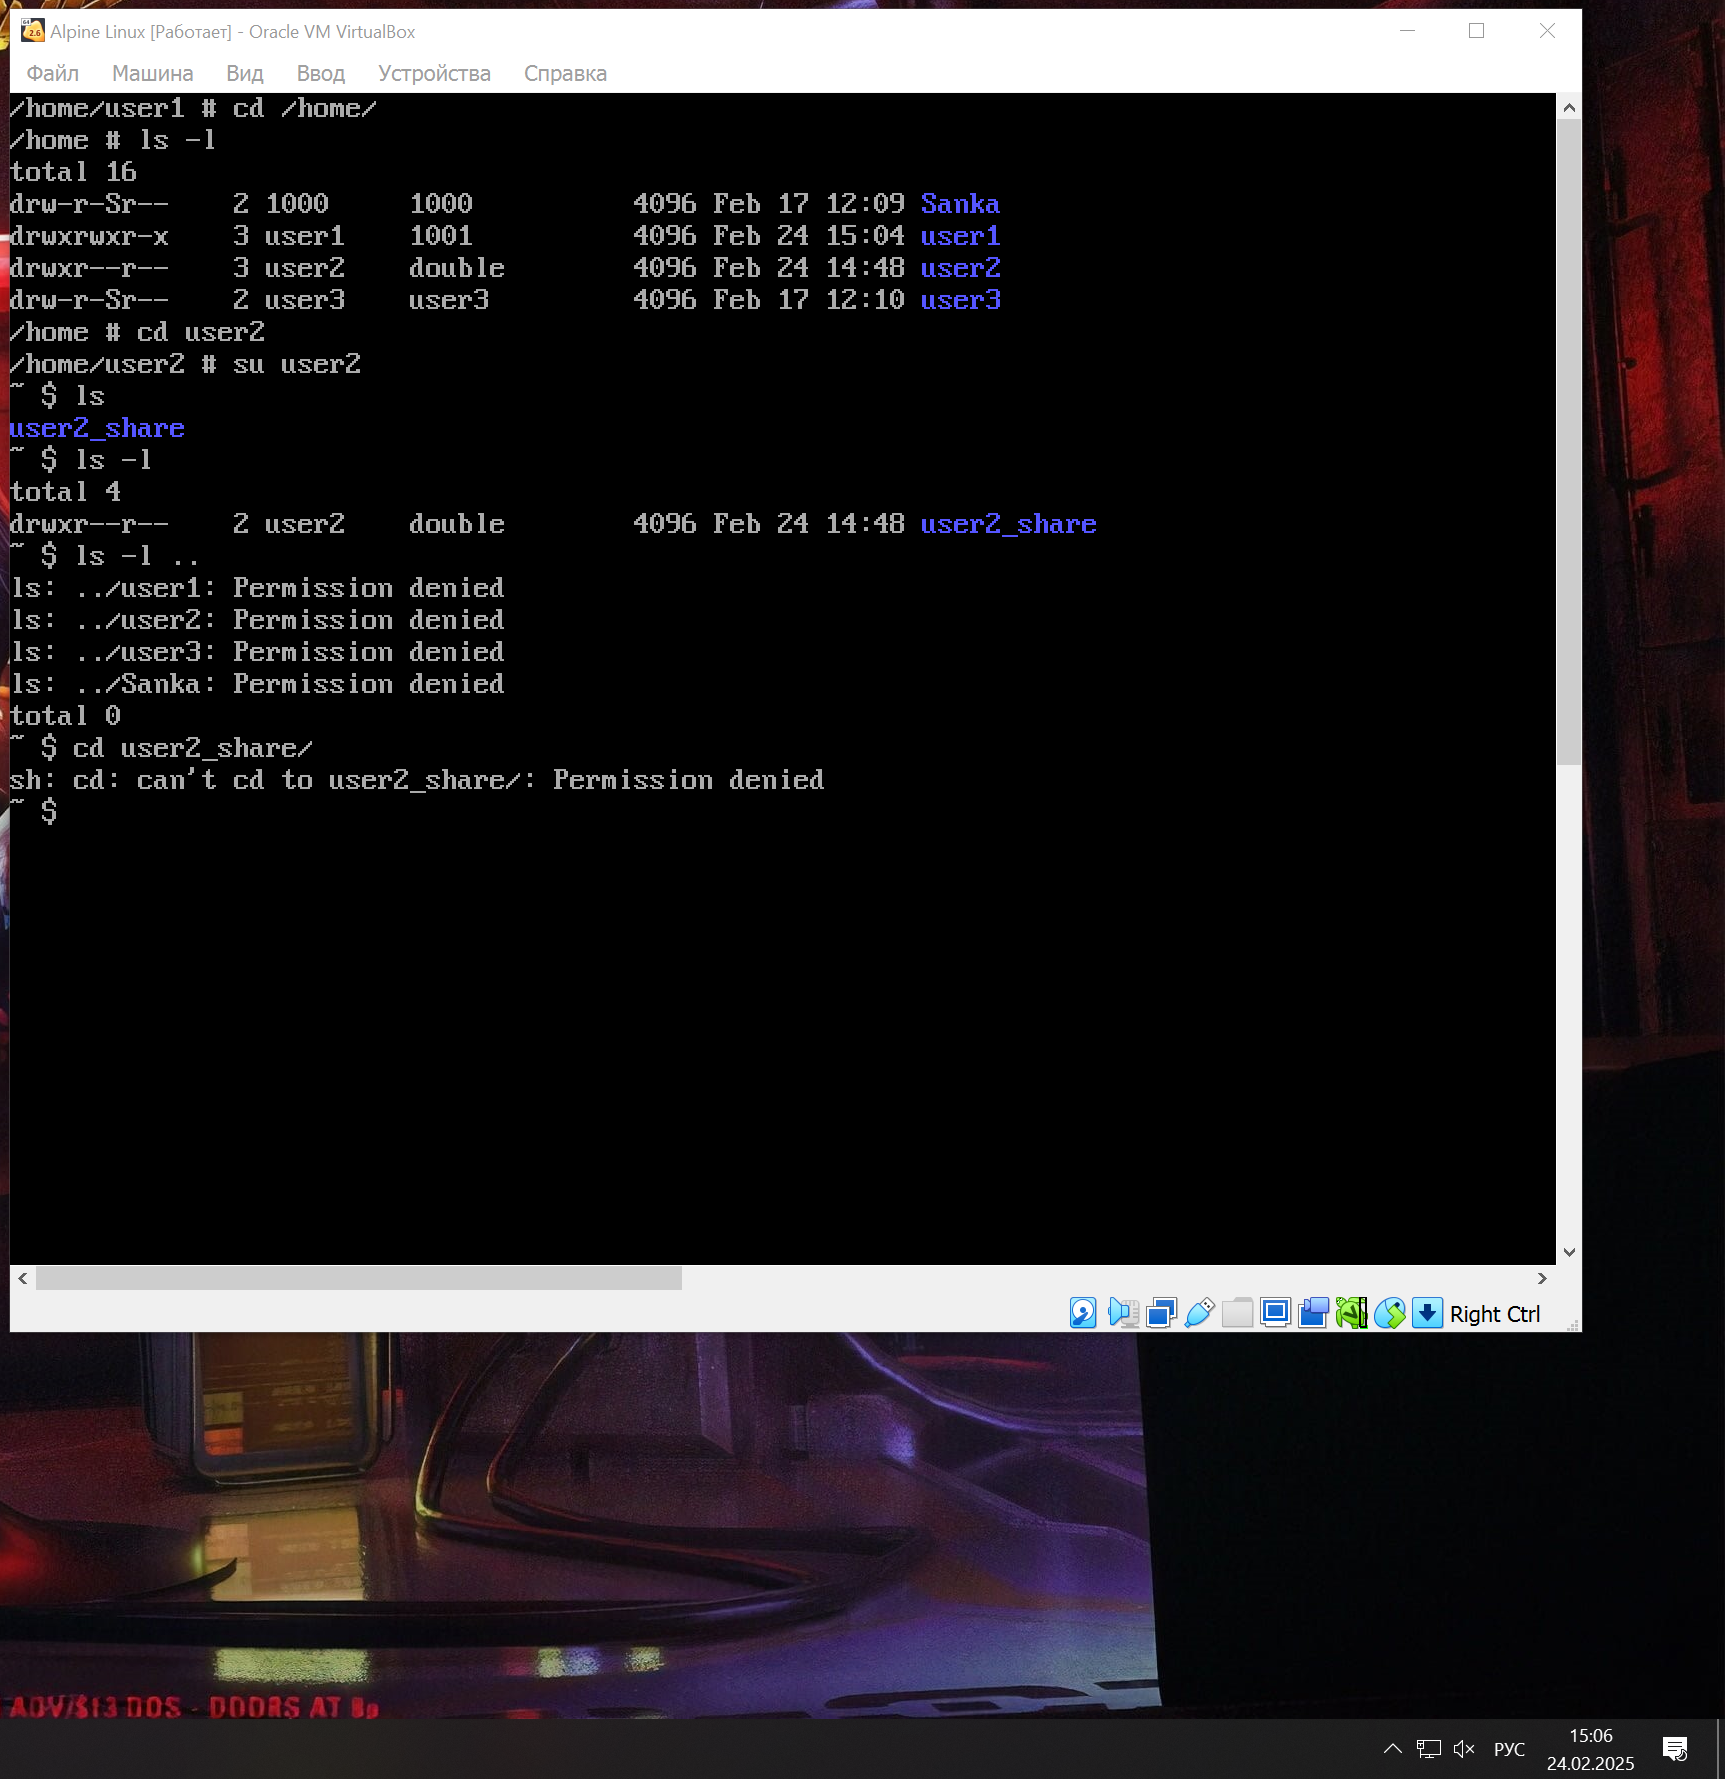 Alpine Linux [Работает] - Oracle VM VirtualBox
Файл Машина Вид Ввод Устройства Справка
/home/user1 # cd /home/
/home # ls -l
total 16
drw-r-Sr-- 2 1000 1000 4096 Feb 17 12:09 Sanka
drwxrwxr-x 3 user1 1001 4096 Feb 24 15:04 user1
drwxr--r-- 3 user2 double 4096 Feb 24 14:48 user2
drw-r-Sr-- 2 user3 user3 4096 Feb 17 12:10 user3
/home # cd user2
/home/user2 # su user2
~ $ ls
user2_share
~ $ ls -l
total 4
drwxr--r-- 2 user2 double 4096 Feb 24 14:48 user2_share
~ $ ls -l ..
ls: ../user1: Permission denied
ls: ../user2: Permission denied
ls: ../user3: Permission denied
ls: ../Sanka: Permission denied
total 0
~ $ cd user2_share/
sh: cd: can't cd to user2_share/: Permission denied
~ $
Right Ctrl
DOS - DOORS AT 8p
РУС 15:06
24.02.2025